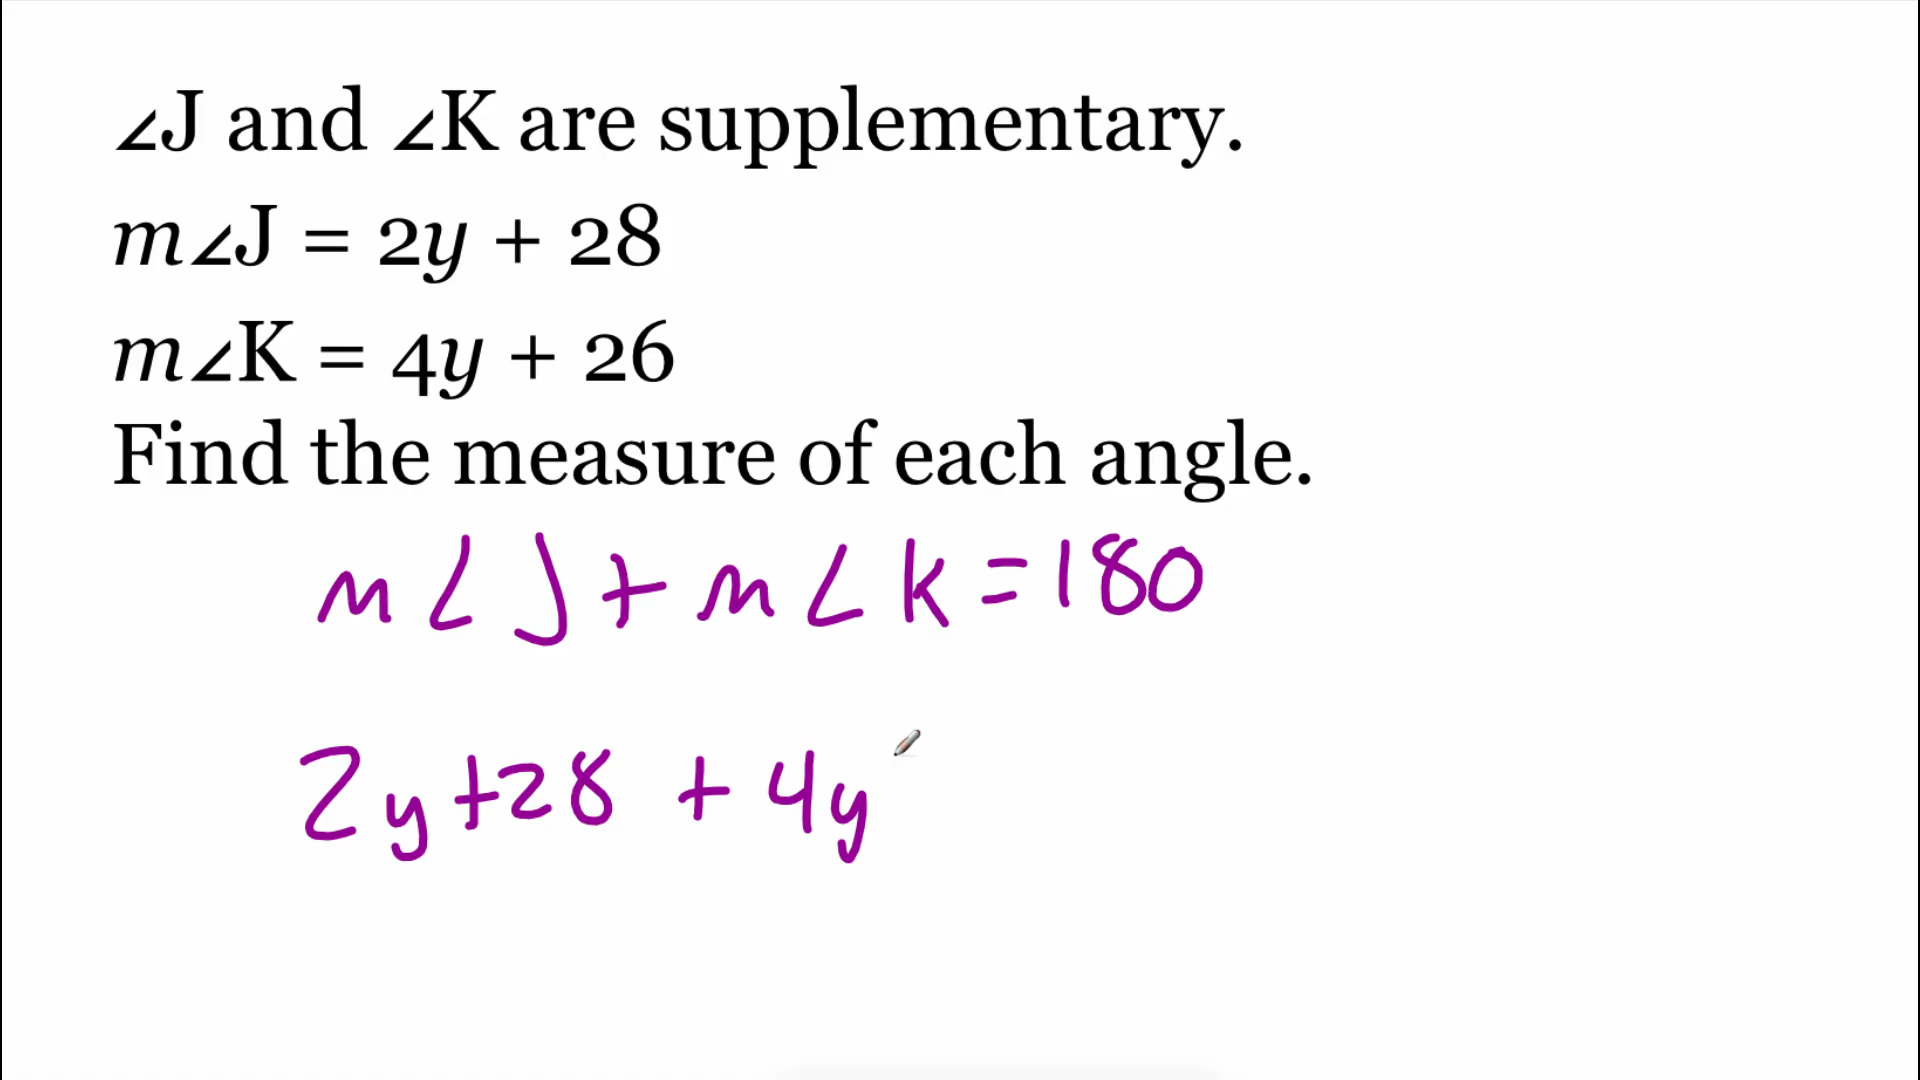 ∠J and ∠K are supplementary.
m∠J = 2y + 28
m∠K = 4y + 26
Find the measure of each angle.
m∠J + m∠K = 180
2y + 28 + 4y